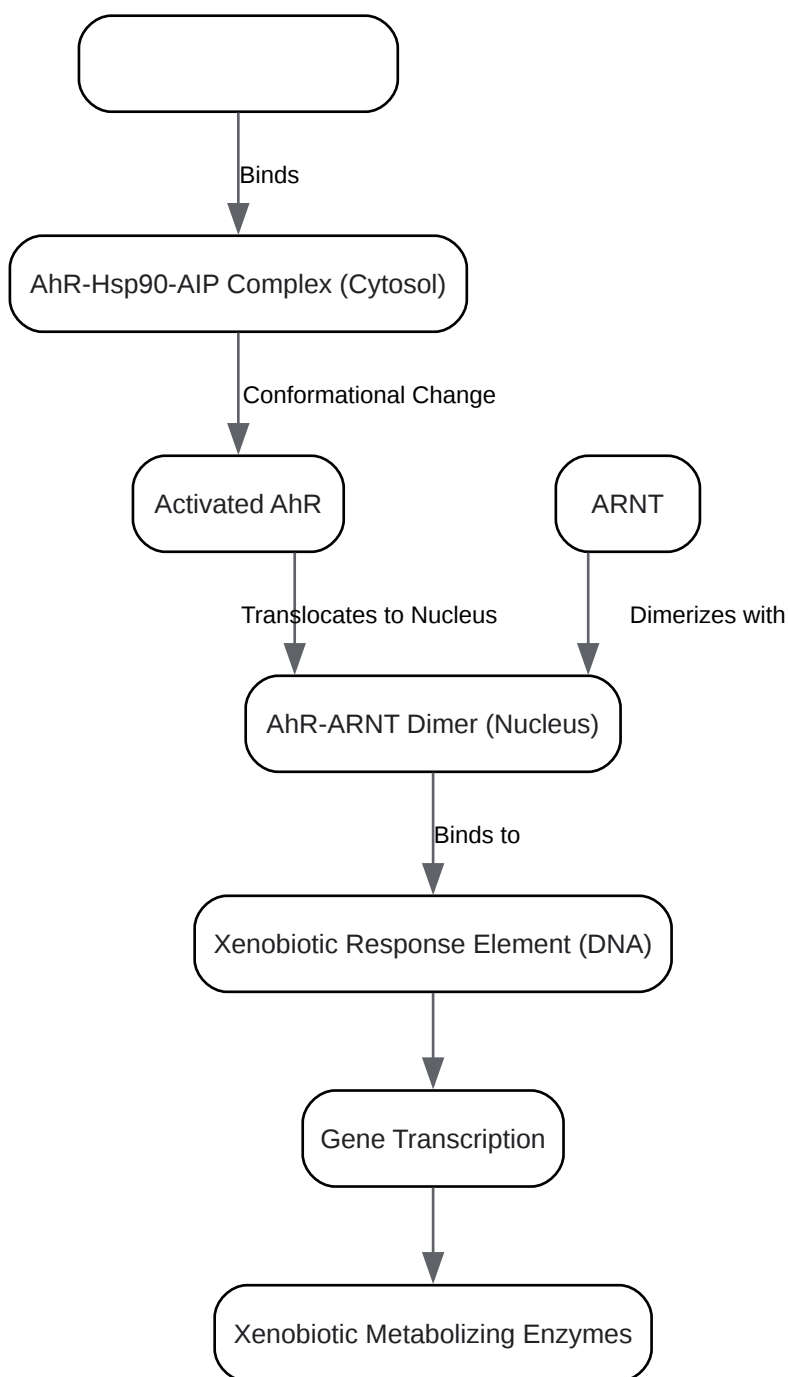 Binds
AhR-Hsp90-AIP Complex (Cytosol)
Conformational Change
Activated AhR
ARNT
Translocates to Nucleus
Dimerizes with
AhR-ARNT Dimer (Nucleus)
Binds to
Xenobiotic Response Element (DNA)
Gene Transcription
Xenobiotic Metabolizing Enzymes